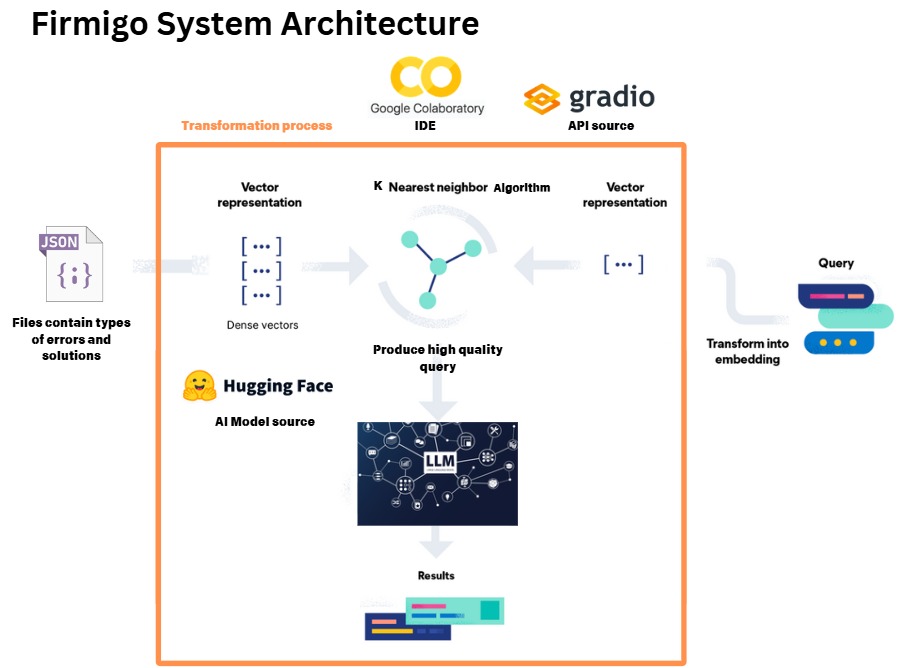 Firmigo System Architecture
Google Colaboratory
IDE
gradio
API source
Transformation process
Vector
representation
K Nearest neighbor Algorithm
Vector
representation
JSON
Files contain types
of errors and
solutions
Dense vectors
Query
Transform into
embedding
Produce high quality
query
Hugging Face
AI Model source
LLM
Results